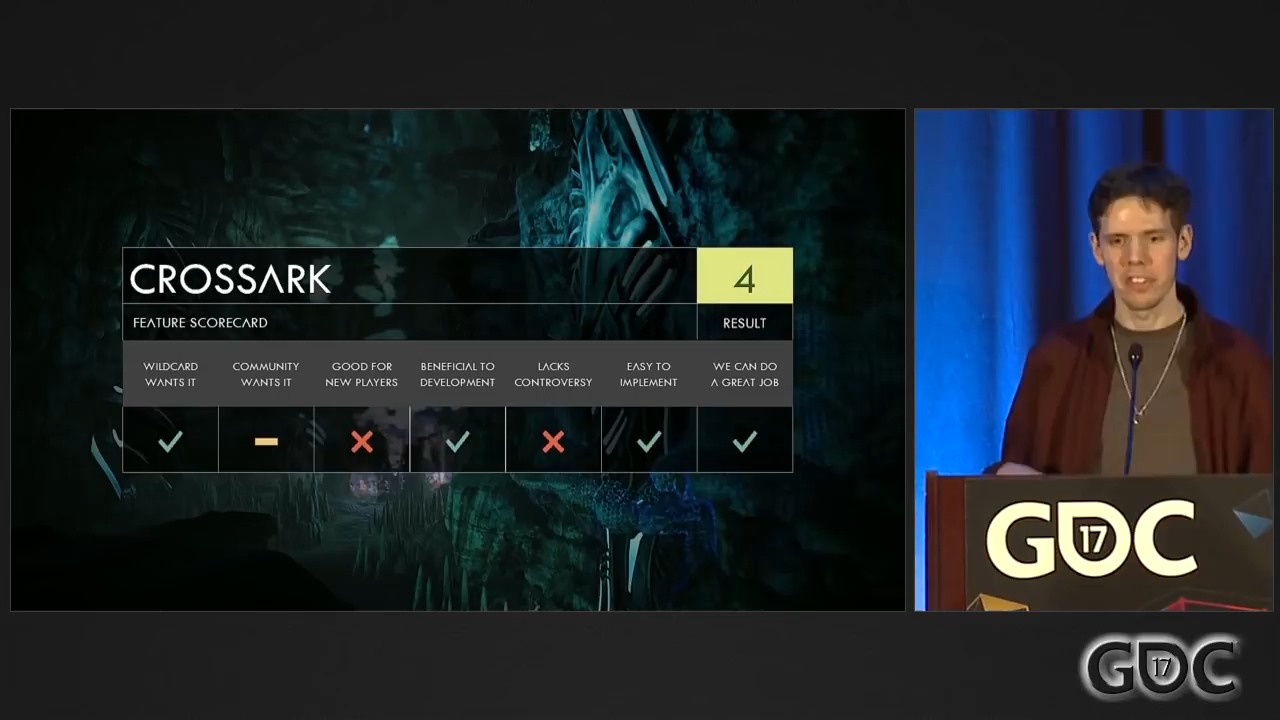 CROSSARK
4
FEATURE SCORECARD
RESULT
WILDCARD
WANTS IT
COMMUNITY
WANTS IT
GOOD FOR
NEW PLAYERS
BENEFICIAL TO
DEVELOPMENT
LACKS
CONTROVERSY
EASY TO
IMPLEMENT
WE CAN DO
A GREAT JOB
GDC
17
GDC
17